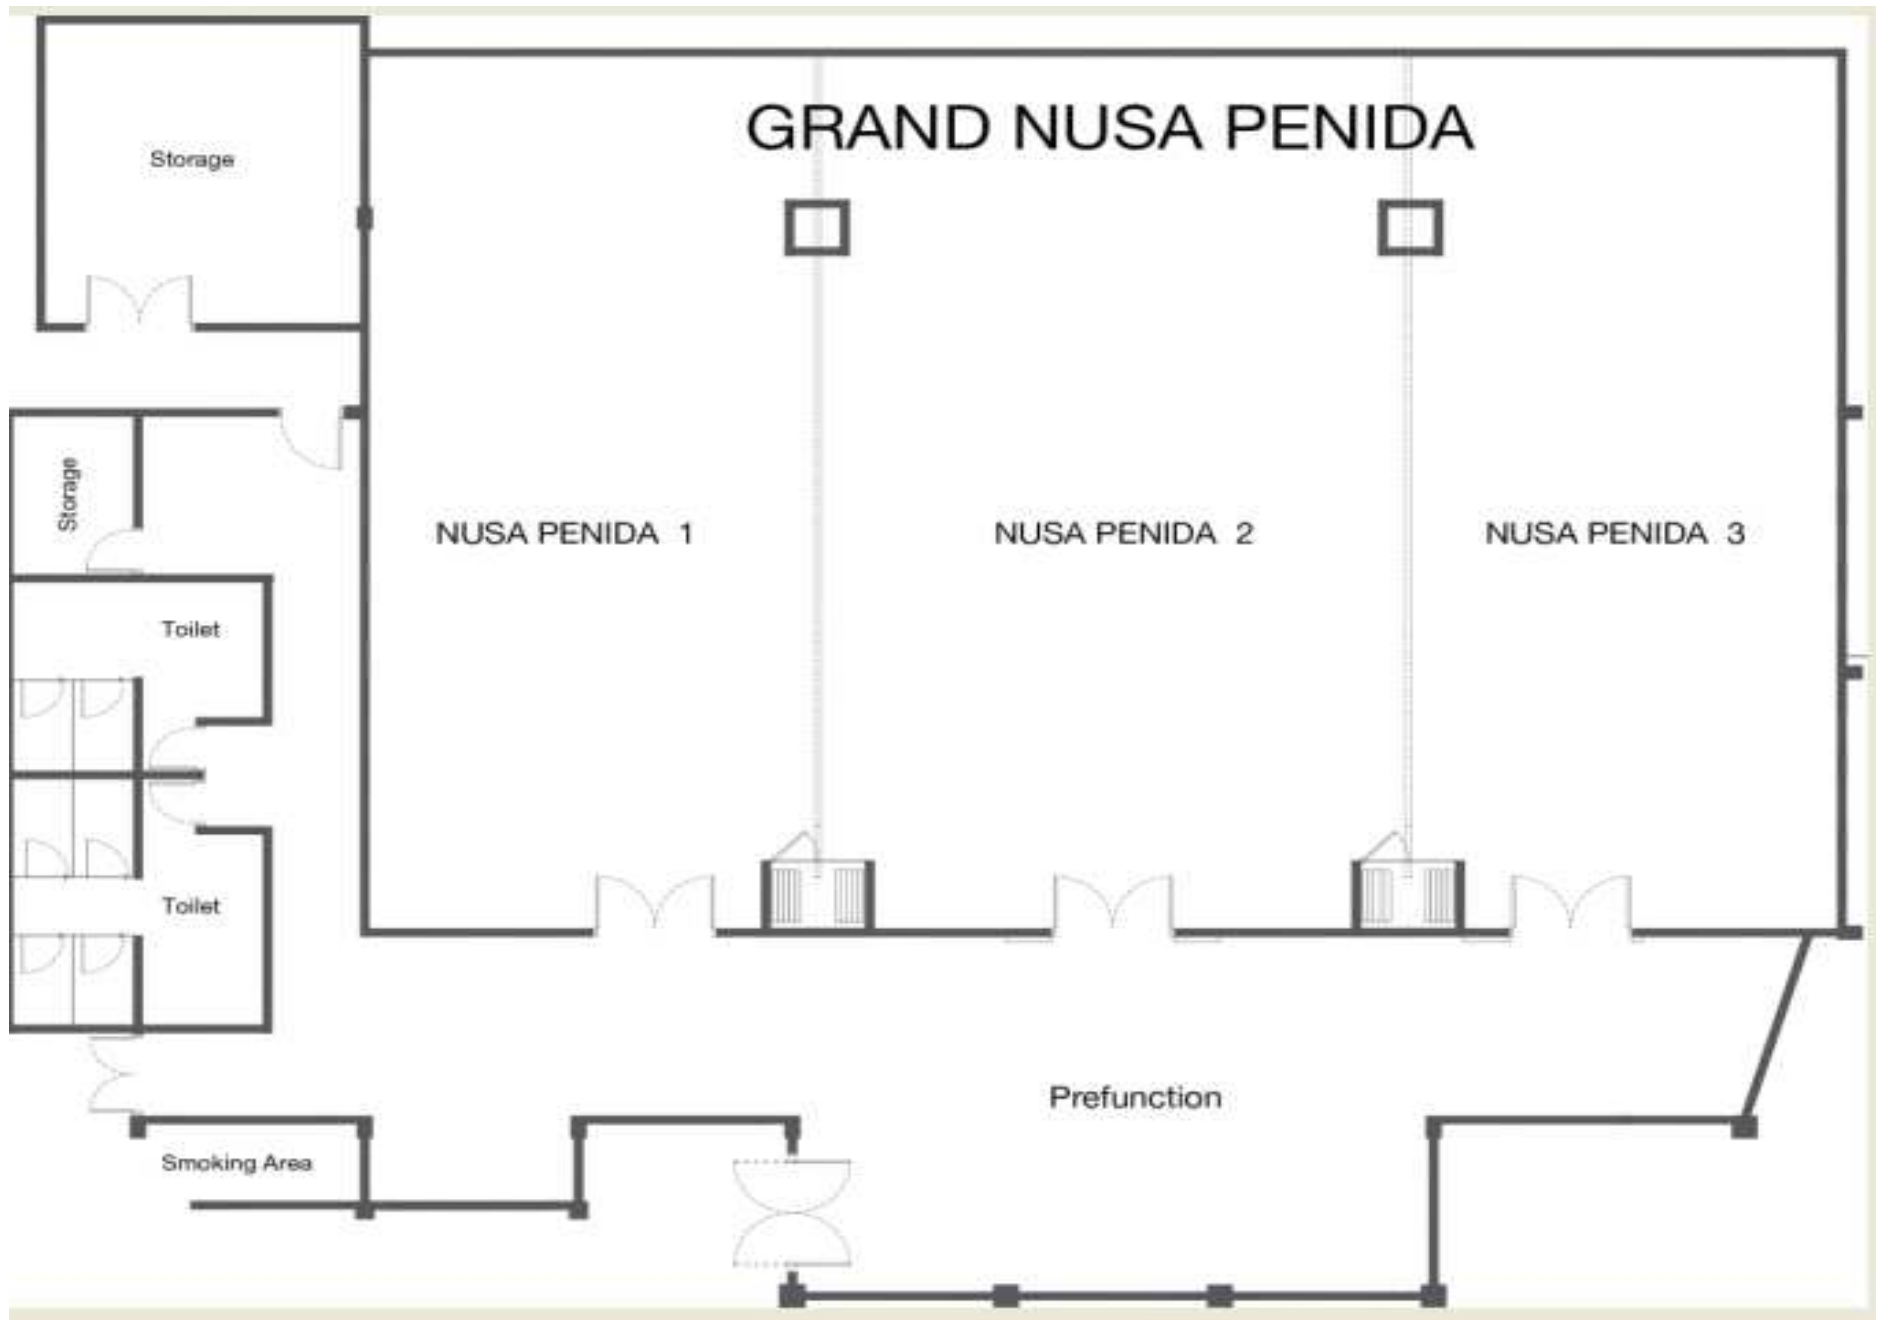 GRAND NUSA PENIDA
Storage
Storage
NUSA PENIDA 1
NUSA PENIDA 2
NUSA PENIDA 3
Toilet
Toilet
Prefunction
Smoking Area